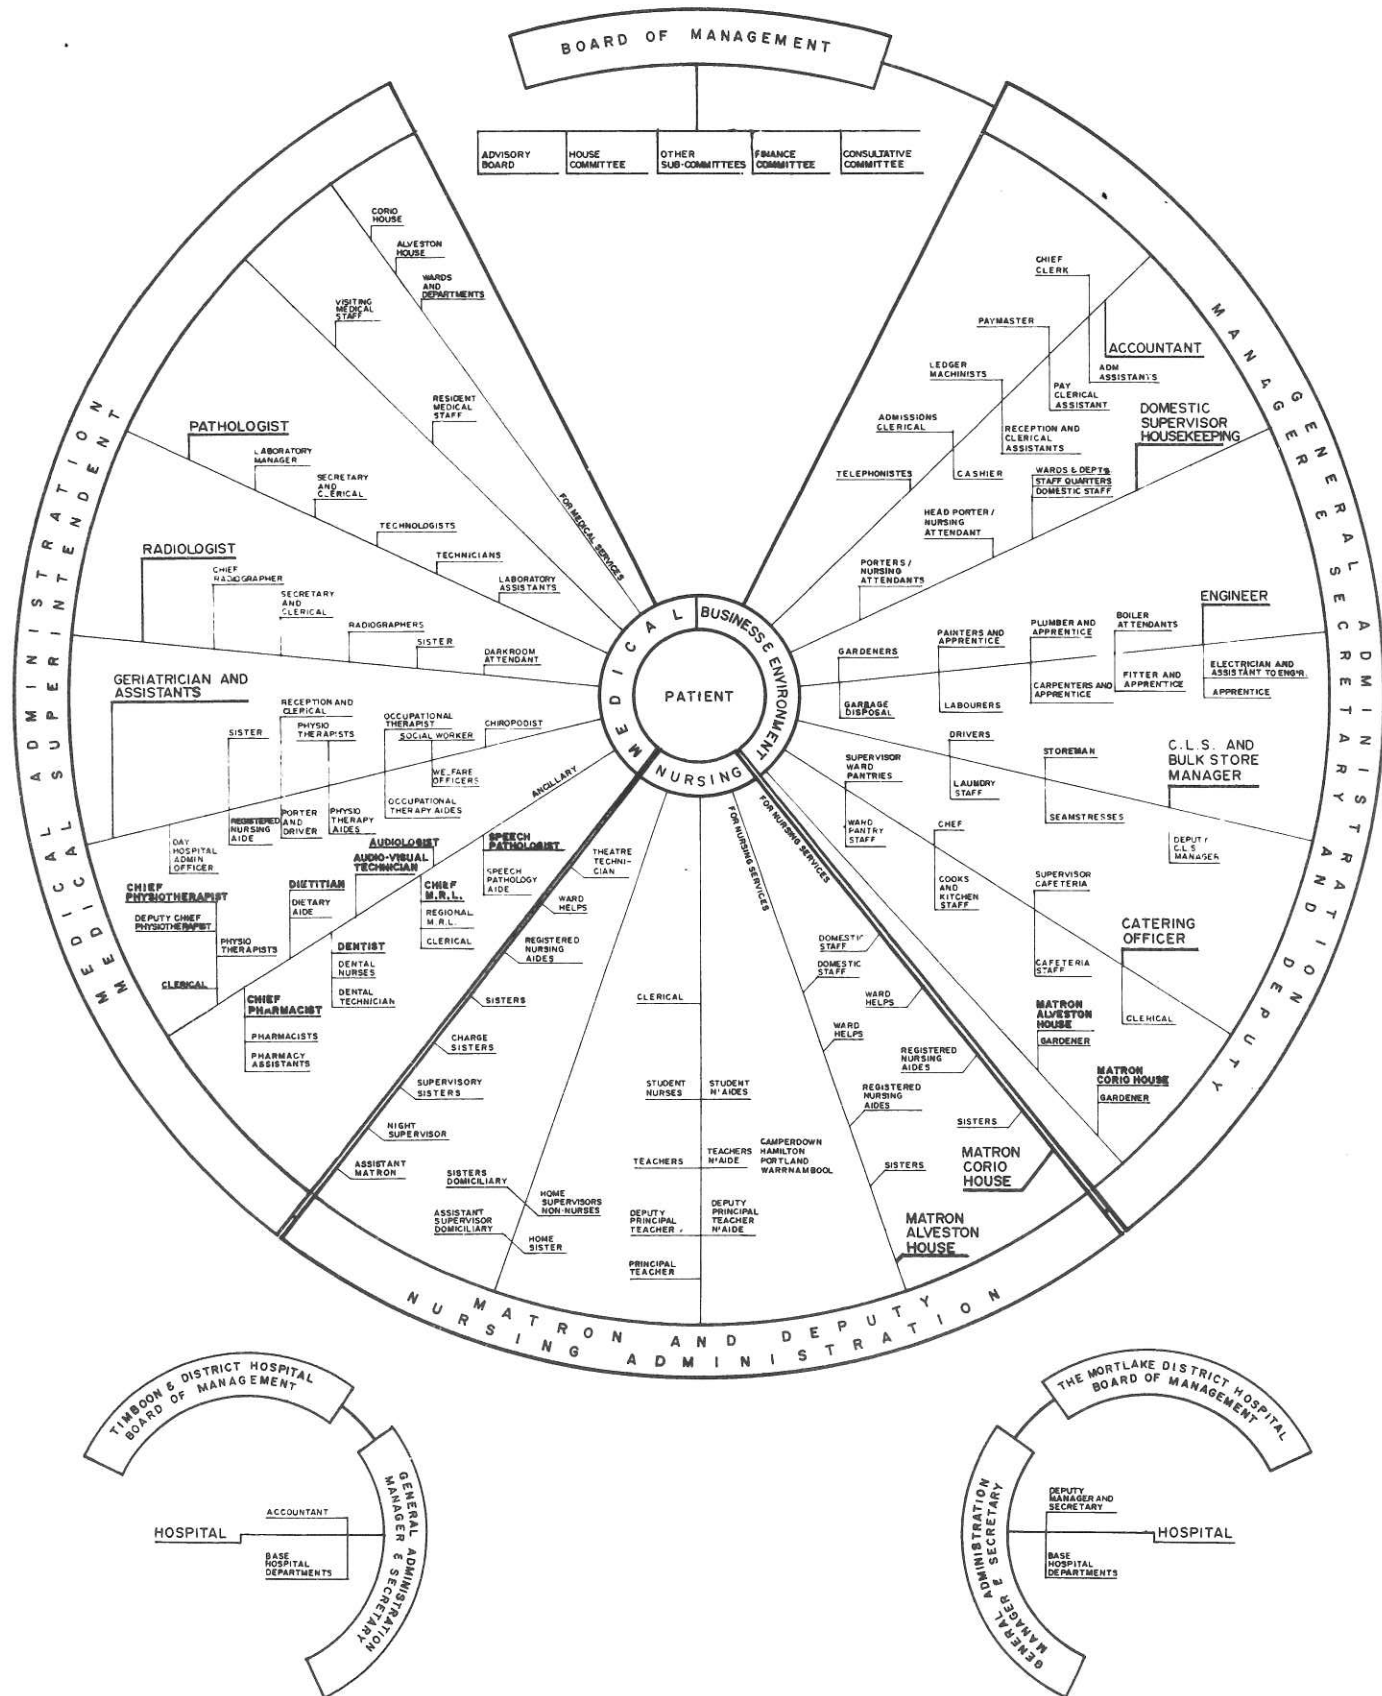 BOARD OF MANAGEMENT
ADVISORY
BOARD
HOUSE
COMMITTEE
OTHER
SUB-COMMITTEES
FINANCE
COMMITTEE
CONSULTATIVE
COMMITTEE
MEDICAL ADMINISTRATION
MEDICAL SUPERINTENDENT
CORIO
HOUSE
ALVESTON
HOUSE
WARDS
AND
DEPARTMENTS
VISITING
MEDICAL
STAFF
RESIDENT
MEDICAL
STAFF
FOR MEDICAL SERVICES
PATHOLOGIST
LABORATORY
MANAGER
SECRETARY
AND
CLERICAL
TECHNOLOGISTS
TECHNICIANS
LABORATORY
ASSISTANTS
RADIOLOGIST
CHIEF
RADIOGRAPHER
SECRETARY
AND
CLERICAL
RADIOGRAPHERS
SISTER
DARKROOM
ATTENDANT
GERIATRICIAN AND
ASSISTANTS
SISTER
RECEPTION AND
CLERICAL
PHYSIO
THERAPISTS
OCCUPATIONAL
THERAPIST
SOCIAL WORKER
CHIROPODIST
WELFARE
OFFICERS
OCCUPATIONAL
THERAPY AIDES
PHYSIO
THERAPY
AIDES
PORTER
AND
DRIVER
REGISTERED
NURSING
AIDE
DAY
HOSPITAL
ADMIN
OFFICER
ANCILLARY
CHIEF
PHYSIOTHERAPIST
DEPUTY CHIEF
PHYSIOTHERAPIST
PHYSIO
THERAPISTS
CLERICAL
DIETITIAN
DIETARY
AIDE
AUDIOLOGIST
AUDIO-VISUAL
TECHNICIAN
CHIEF
M.R.L.
REGIONAL
M.R.L.
CLERICAL
SPEECH
PATHOLOGIST
SPEECH
PATHOLOGY
AIDE
DENTIST
DENTAL
NURSES
DENTAL
TECHNICIAN
CHIEF
PHARMACIST
PHARMACISTS
PHARMACY
ASSISTANTS
MEDICAL
BUSINESS ENVIRONMENT
NURSING
PATIENT
GENERAL ADMINISTRATION
MANAGER E SECRETARY AND DEPUTY
CHIEF
CLERK
PAYMASTER
ACCOUNTANT
ADM
ASSISTANTS
LEDGER
MACHINISTS
PAY
CLERICAL
ASSISTANT
ADMISSIONS
CLERICAL
RECEPTION AND
CLERICAL
ASSISTANTS
TELEPHONISTES
CASHIER
DOMESTIC
SUPERVISOR
HOUSEKEEPING
WARDS & DEPTS
STAFF QUARTERS
DOMESTIC STAFF
HEAD PORTER /
NURSING
ATTENDANT
PORTERS /
NURSING
ATTENDANTS
ENGINEER
BOILER
ATTENDANTS
PLUMBER AND
APPRENTICE
PAINTERS AND
APPRENTICE
GARDENERS
GARBAGE
DISPOSAL
LABOURERS
CARPENTERS AND
APPRENTICE
FITTER AND
APPRENTICE
ELECTRICIAN AND
ASSISTANT TO ENG'R.
APPRENTICE
C.L.S. AND
BULK STORE
MANAGER
STOREMAN
DRIVERS
LAUNDRY
STAFF
SEAMSTRESSES
DEPUTY
C.L.S
MANAGER
SUPERVISOR
WARD
PANTRIES
WARD
PANTRY
STAFF
CHEF
COOKS
AND
KITCHEN
STAFF
SUPERVISOR
CAFETERIA
CAFETERIA
STAFF
CATERING
OFFICER
CLERICAL
MATRON
ALVESTON
HOUSE
GARDENER
MATRON
CORIO HOUSE
GARDENER
FOR NURSING SERVICES
FOR NURSING SERVICES
THEATRE
TECHNI-
CIAN
WARD
HELPS
REGISTERED
NURSING
AIDES
SISTERS
CHARGE
SISTERS
SUPERVISORY
SISTERS
NIGHT
SUPERVISOR
ASSISTANT
MATRON
SISTERS
DOMICILIARY
HOME
SUPERVISORS
NON-NURSES
ASSISTANT
SUPERVISOR
DOMICILIARY
HOME
SISTER
CLERICAL
STUDENT
NURSES
STUDENT
N'AIDES
TEACHERS
TEACHERS
N'AIDE
CAMPERDOWN
HAMILTON
PORTLAND
WARRNAMBOOL
DEPUTY
PRINCIPAL
TEACHER
DEPUTY
PRINCIPAL
TEACHER
N'AIDE
PRINCIPAL
TEACHER
DOMESTIC
STAFF
DOMESTIC
STAFF
WARD
HELPS
WARD
HELPS
REGISTERED
NURSING
AIDES
REGISTERED
NURSING
AIDES
SISTERS
SISTERS
MATRON
CORIO
HOUSE
MATRON
ALVESTON
HOUSE
MATRON AND DEPUTY
NURSING ADMINISTRATION
TIMBOON & DISTRICT HOSPITAL
BOARD OF MANAGEMENT
GENERAL ADMINISTRATION
MANAGER & SECRETARY
ACCOUNTANT
HOSPITAL
BASE
HOSPITAL
DEPARTMENTS
THE MORTLAKE DISTRICT HOSPITAL
BOARD OF MANAGEMENT
GENERAL ADMINISTRATION
MANAGER & SECRETARY
DEPUTY
MANAGER AND
SECRETARY
HOSPITAL
BASE
HOSPITAL
DEPARTMENTS